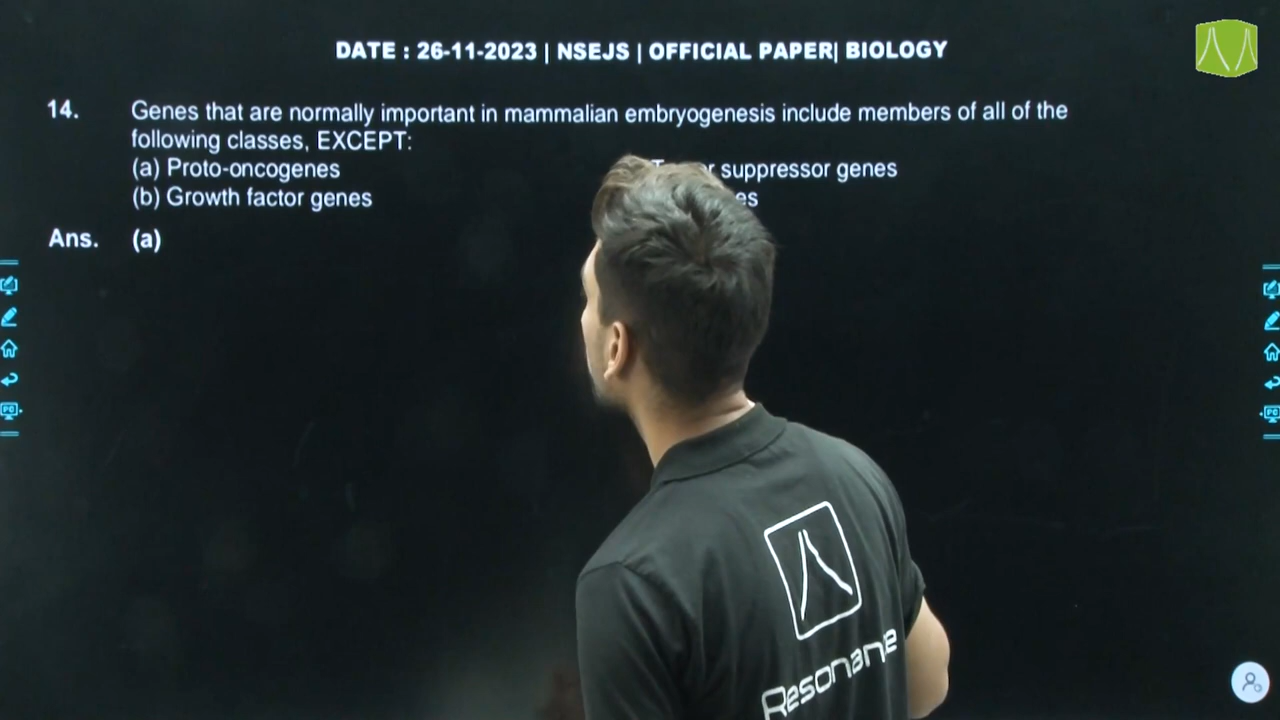 DATE : 26-11-2023 | NSEJS | OFFICIAL PAPER| BIOLOGY
14. Genes that are normally important in mammalian embryogenesis include members of all of the
following classes, EXCEPT:
(a) Proto-oncogenes suppressor genes
(b) Growth factor genes
Ans. (a)
Resonance